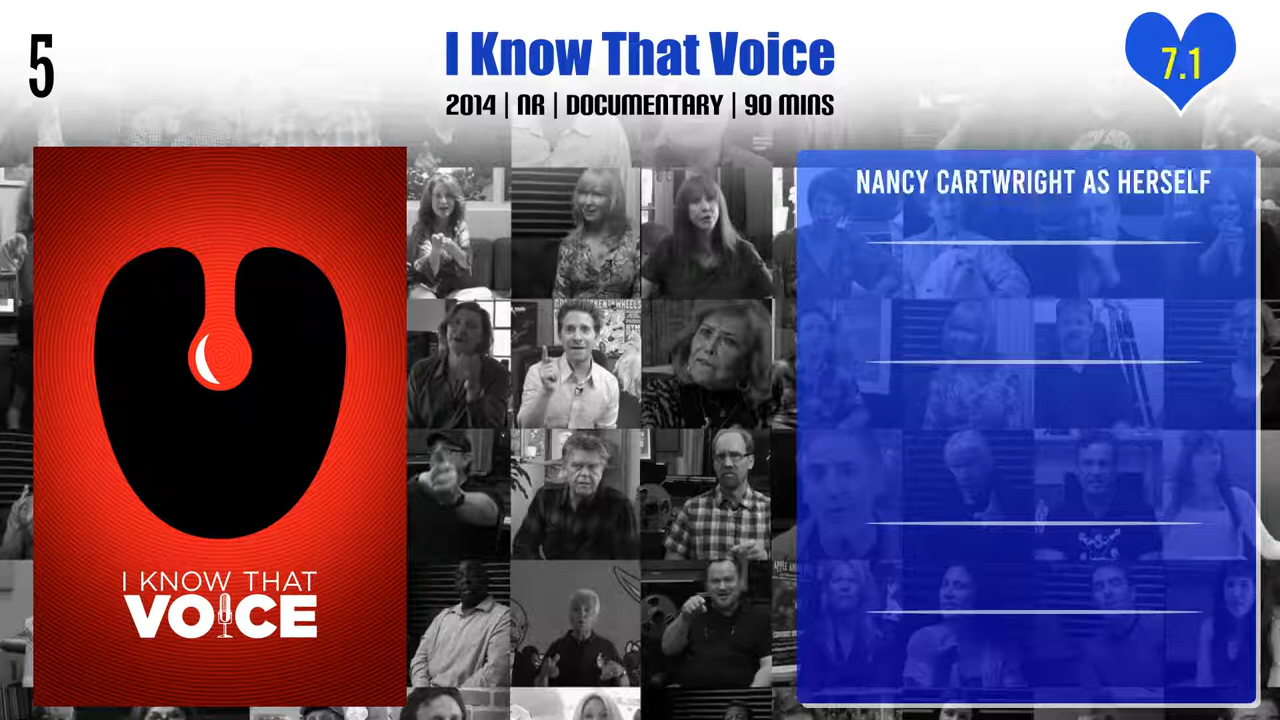 5
I Know That Voice
7.1
2014 | NR | DOCUMENTARY | 90 MINS
NANCY CARTWRIGHT AS HERSELF
I KNOW THAT
VOICE